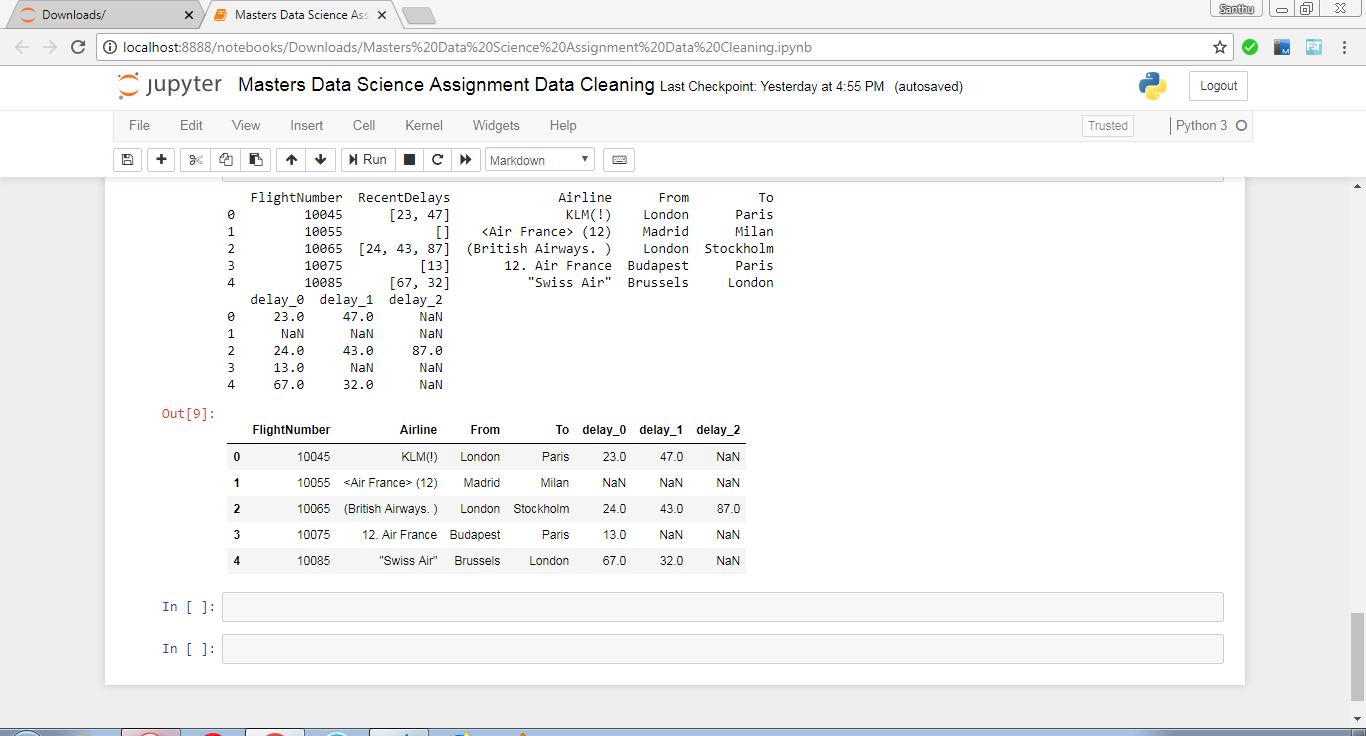 Downloads/
Masters Data Science Ass
Santhu
localhost:8888/notebooks/Downloads/Masters%20Data%20Science%20Assignment%20Data%20Cleaning.ipynb
jupyter Masters Data Science Assignment Data Cleaning Last Checkpoint: Yesterday at 4:55 PM (autosaved)
Logout
File Edit View Insert Cell Kernel Widgets Help
Trusted
Python 3
Run
Markdown
FlightNumber RecentDelays Airline From To
0 10045 [23, 47] KLM(!) London Paris
1 10055 [] <Air France> (12) Madrid Milan
2 10065 [24, 43, 87] (British Airways. ) London Stockholm
3 10075 [13] 12. Air France Budapest Paris
4 10085 [67, 32] "Swiss Air" Brussels London
delay_0 delay_1 delay_2
0 23.0 47.0 NaN
1 NaN NaN NaN
2 24.0 43.0 87.0
3 13.0 NaN NaN
4 67.0 32.0 NaN
Out[9]:
FlightNumber Airline From To delay_0 delay_1 delay_2
0 10045 KLM(!) London Paris 23.0 47.0 NaN
1 10055 <Air France> (12) Madrid Milan NaN NaN NaN
2 10065 (British Airways. ) London Stockholm 24.0 43.0 87.0
3 10075 12. Air France Budapest Paris 13.0 NaN NaN
4 10085 "Swiss Air" Brussels London 67.0 32.0 NaN
In [ ]:
In [ ]: